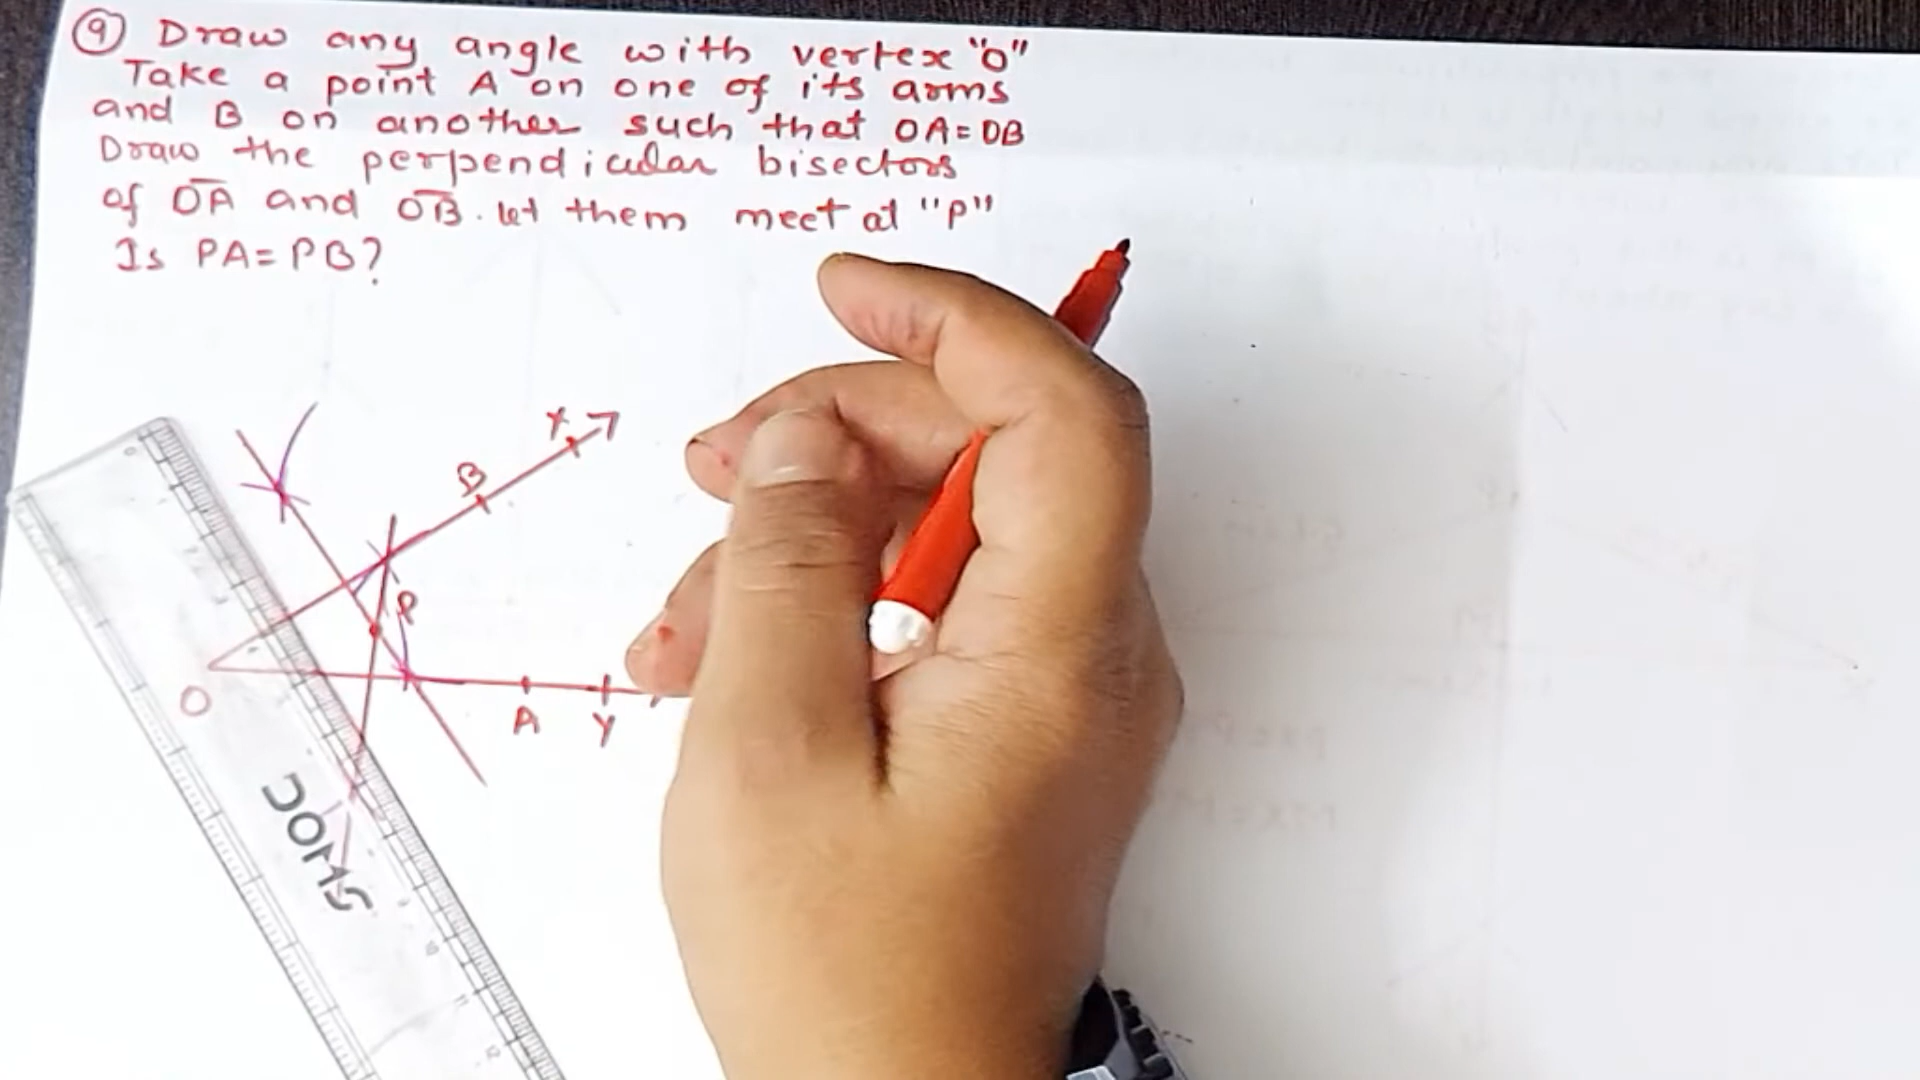 9 Draw any angle with vertex "O"
Take a point A on one of its arms
and B on another such that OA=OB
Draw the perpendicular bisectors
of OA and OB. let them meet at "P"
Is PA=PB?
X
B
P
O
A
Y
DOMS